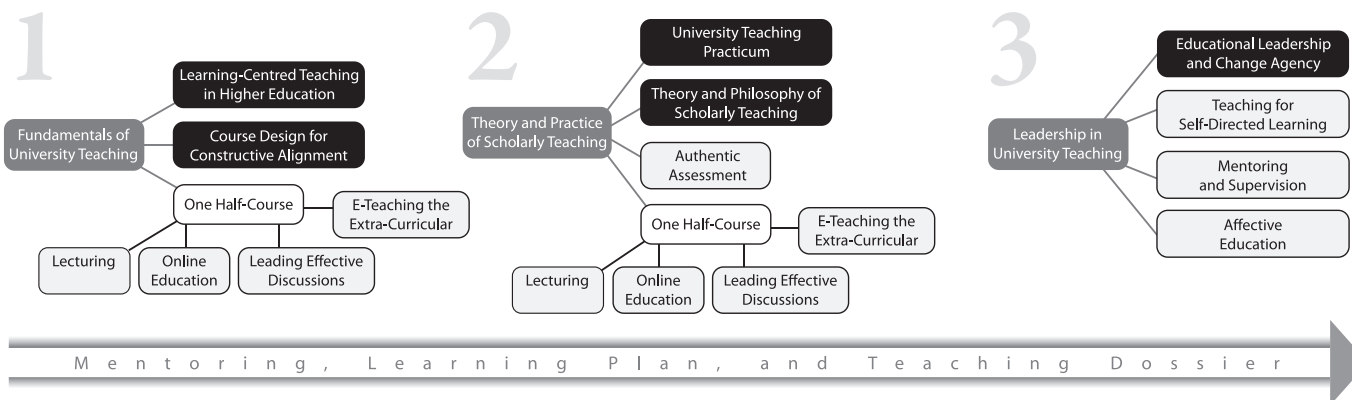 1
Learning-Centred Teaching
in Higher Education
Fundamentals of
University Teaching
Course Design for
Constructive Alignment
One Half-Course
E-Teaching the
Extra-Curricular
Lecturing
Online
Education
Leading Effective
Discussions
2
University Teaching
Practicum
Theory and Philosophy of
Scholarly Teaching
Theory and Practice
of Scholarly Teaching
Authentic
Assessment
One Half-Course
E-Teaching the
Extra-Curricular
Lecturing
Online
Education
Leading Effective
Discussions
3
Educational Leadership
and Change Agency
Teaching for
Self-Directed Learning
Leadership in
University Teaching
Mentoring
and Supervision
Affective
Education
Mentoring, Learning Plan, and Teaching Dossier